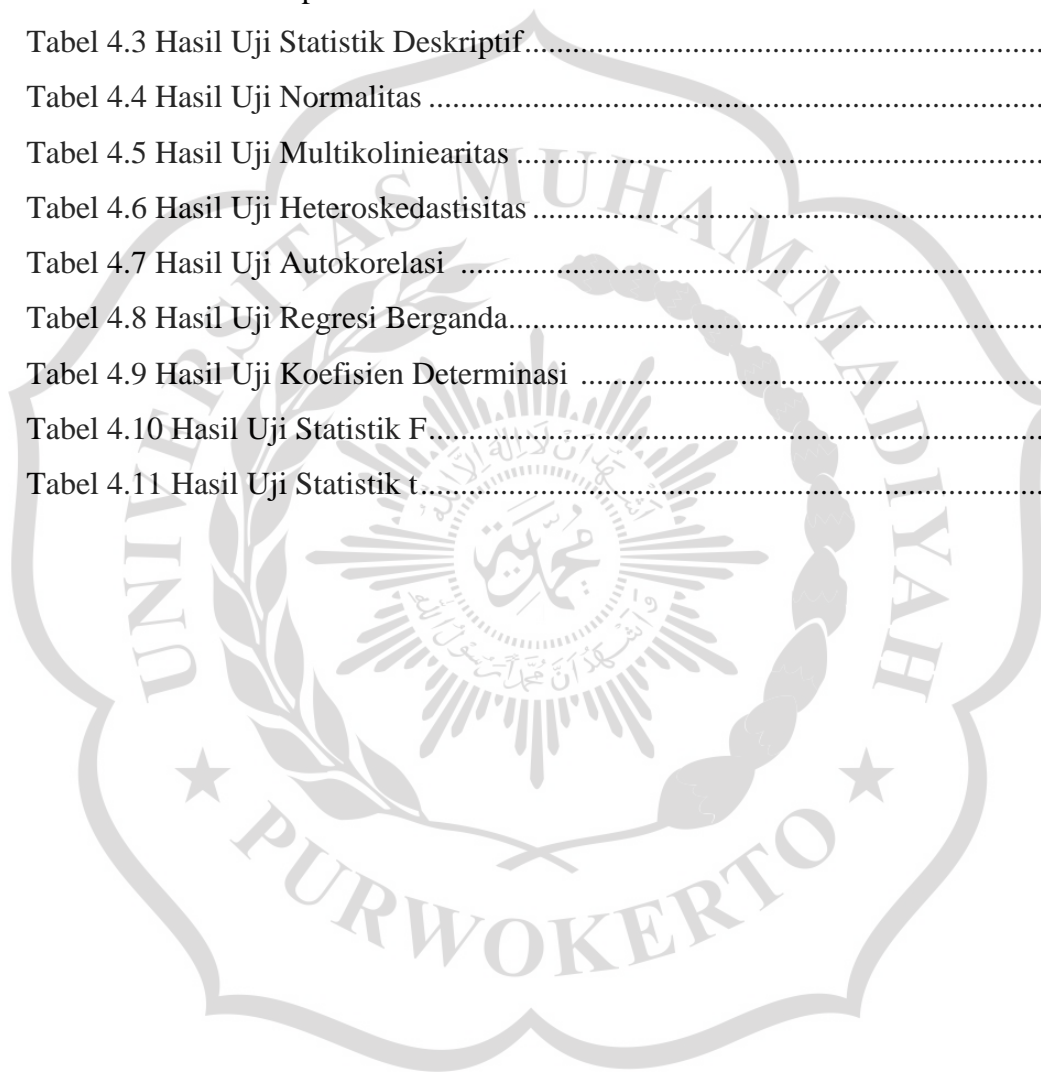 Tabel 4.3 Hasil Uji Statistik Deskriptif
Tabel 4.4 Hasil Uji Normalitas
Tabel 4.5 Hasil Uji Multikoliniearitas
Tabel 4.6 Hasil Uji Heteroskedastisitas
Tabel 4.7 Hasil Uji Autokorelasi
Tabel 4.8 Hasil Uji Regresi Berganda
Tabel 4.9 Hasil Uji Koefisien Determinasi
Tabel 4.10 Hasil Uji Statistik F
Tabel 4.11 Hasil Uji Statistik t
UNIVERSITAS MUHAMMADIYAH
PURWOKERTO